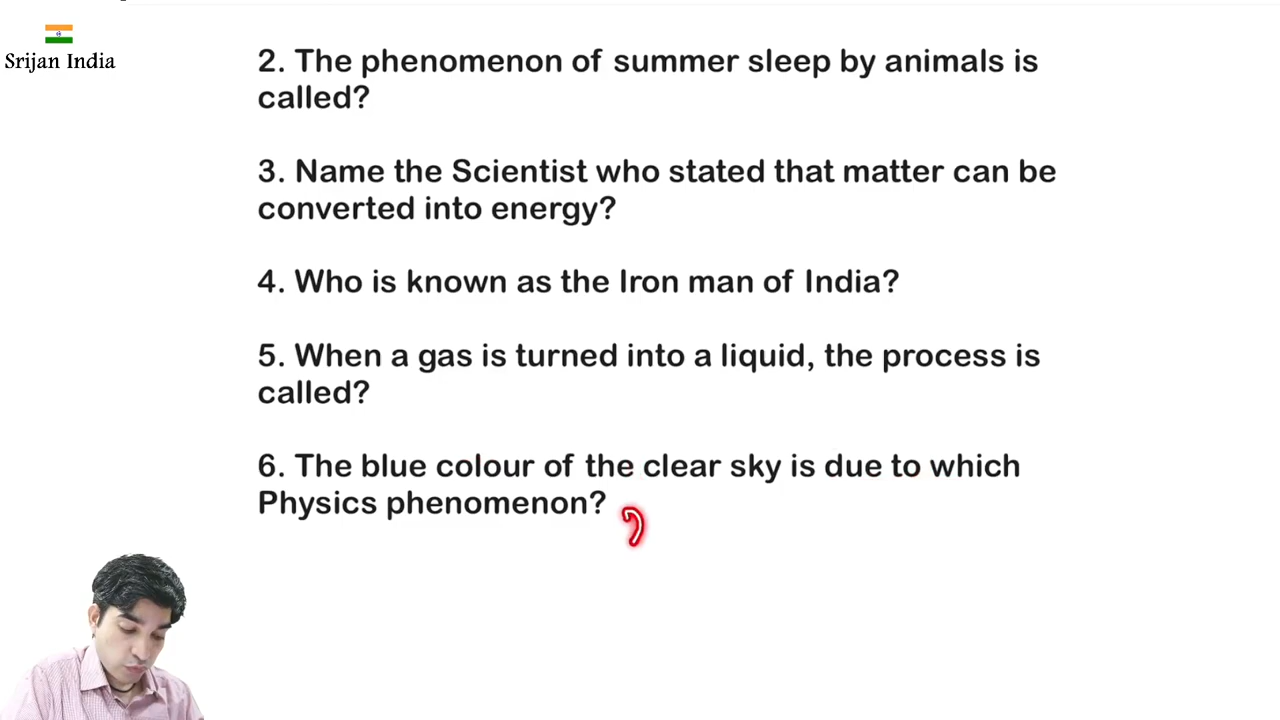 Srijan India
2. The phenomenon of summer sleep by animals is
called?
3. Name the Scientist who stated that matter can be
converted into energy?
4. Who is known as the Iron man of India?
5. When a gas is turned into a liquid, the process is
called?
6. The blue colour of the clear sky is due to which
Physics phenomenon?